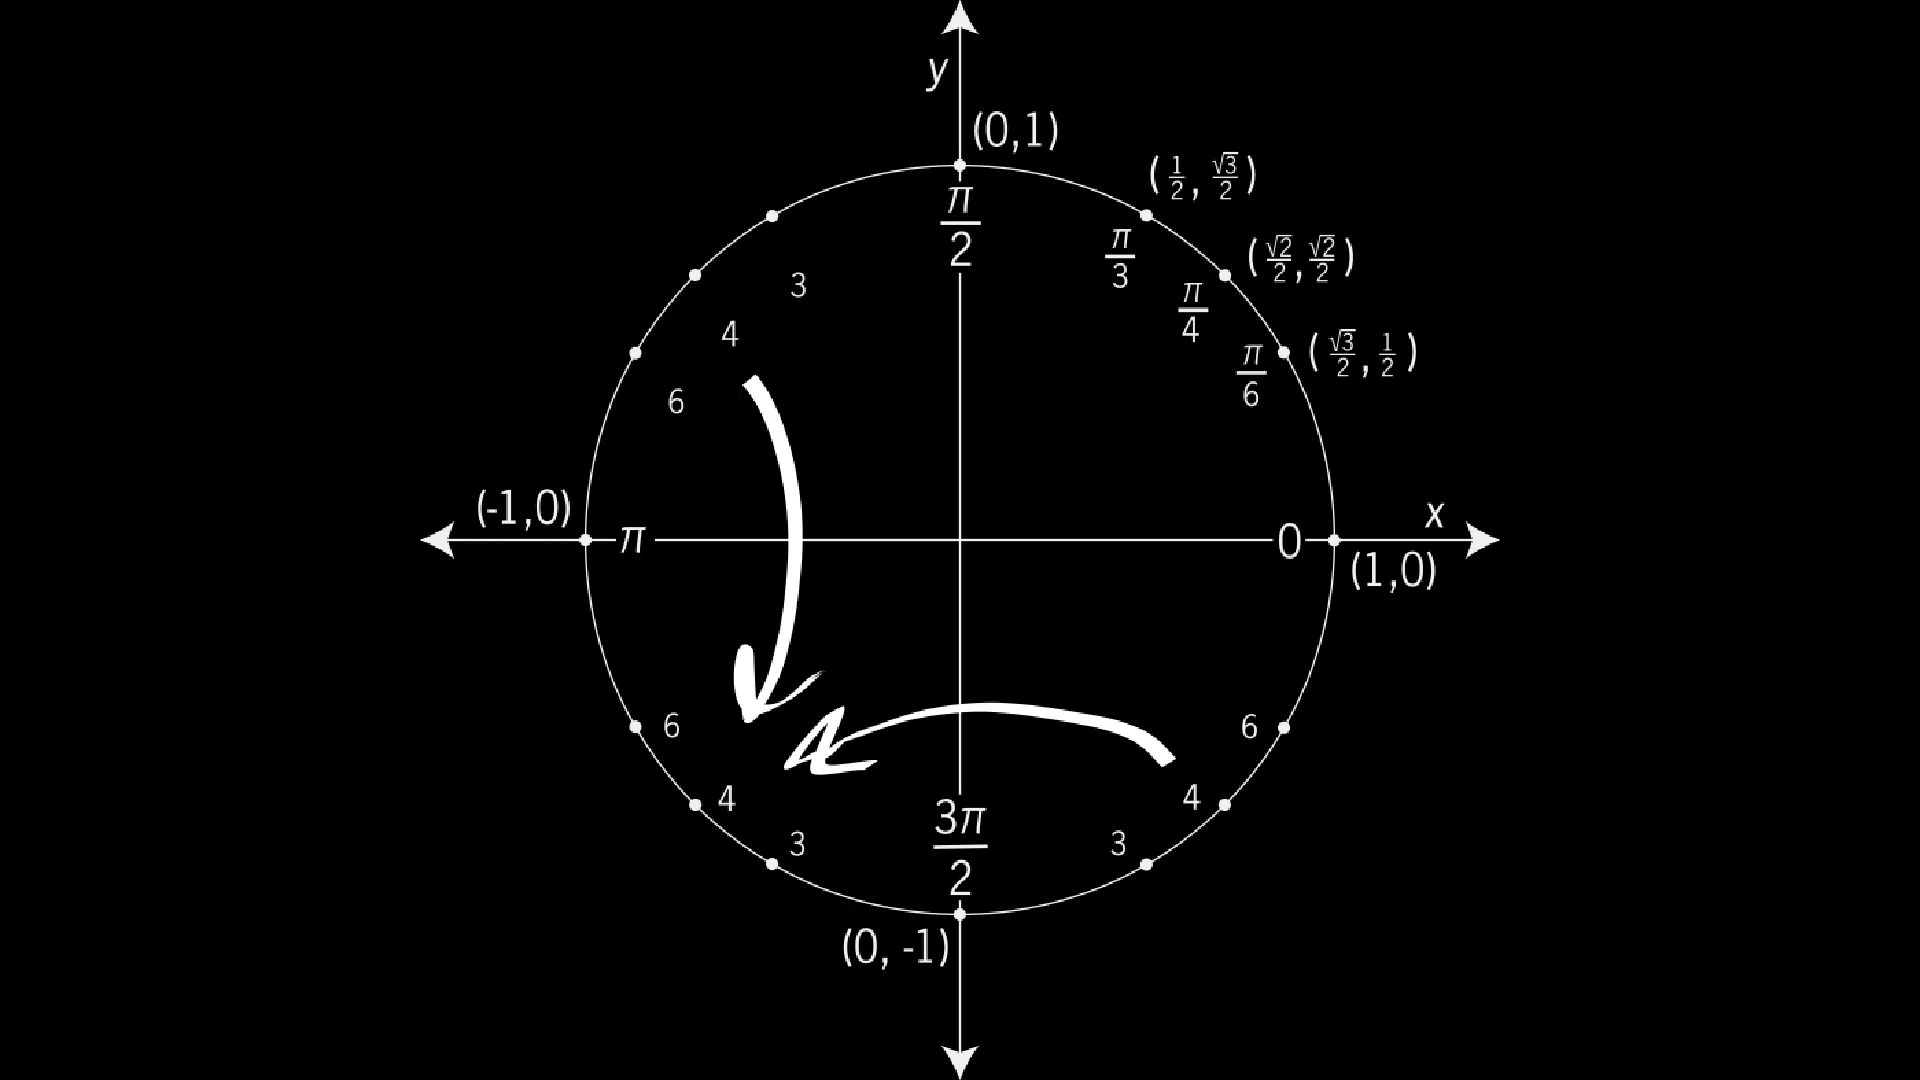 y
(0,1)
(1/2, √3/2)
π/2
π/3
(√2/2, √2/2)
3
π/4
4
(√3/2, 1/2)
π/6
6
(-1,0)
x
π
0
(1,0)
6
6
4
4
3π/2
3
3
(0, -1)